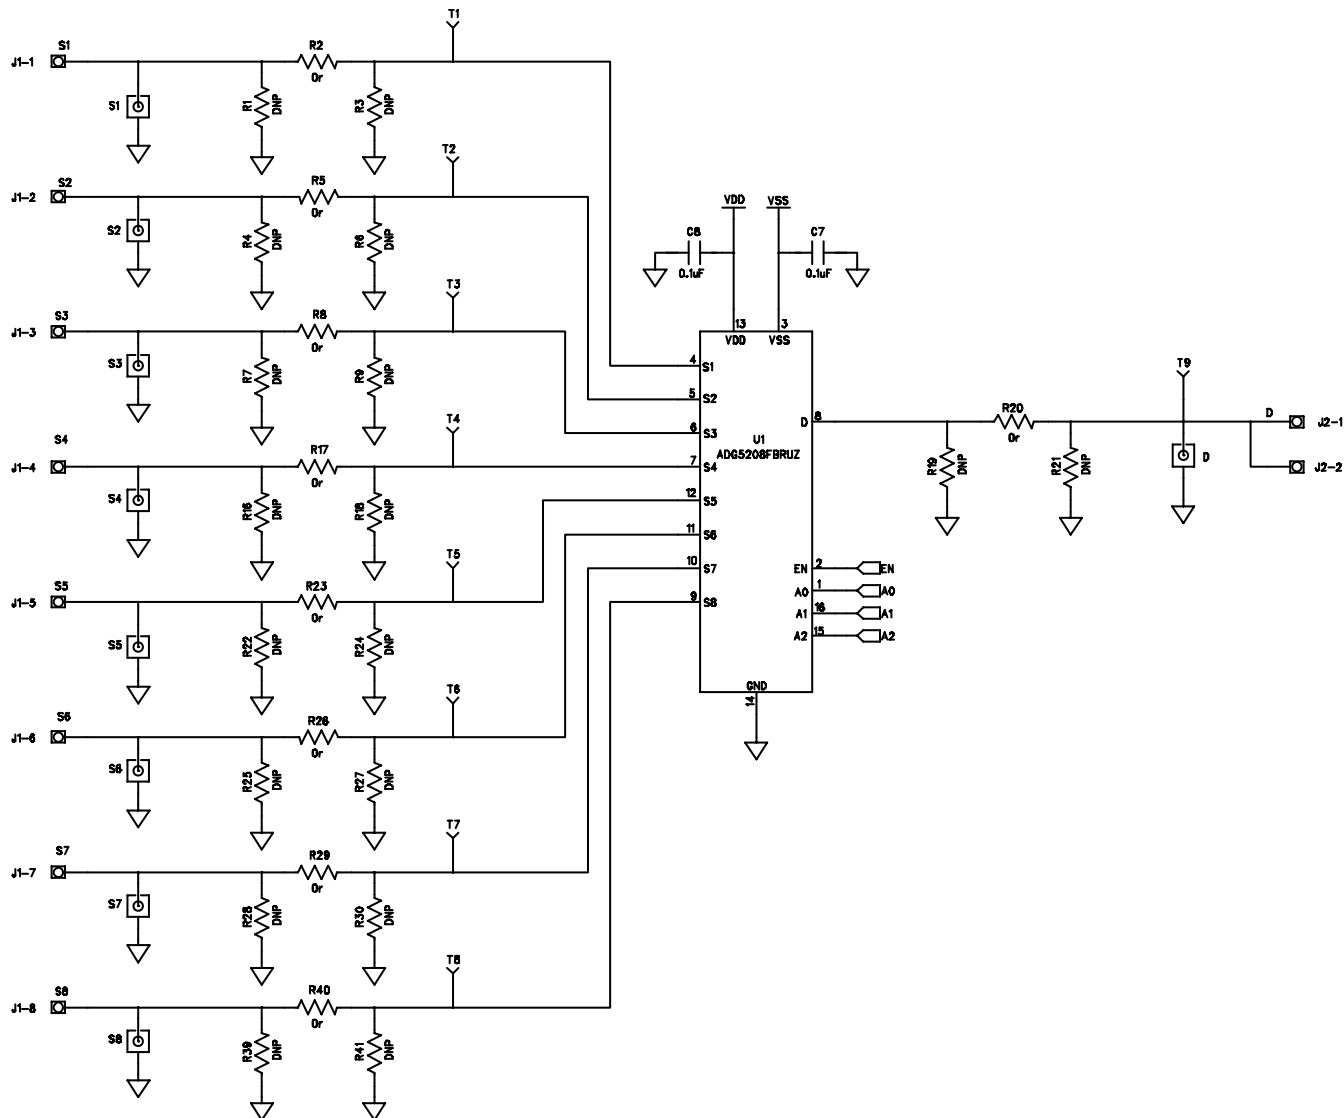 T1
S1
J1-1
R2
0r
S1
R1
DNP
R3
DNP
T2
S2
J1-2
R5
0r
S2
R4
DNP
R6
DNP
T3
S3
J1-3
R8
0r
S3
R7
DNP
R9
DNP
T4
S4
J1-4
R17
0r
S4
R16
DNP
R18
DNP
T5
S5
J1-5
R23
0r
S5
R22
DNP
R24
DNP
T6
S6
J1-6
R26
0r
S6
R25
DNP
R27
DNP
T7
S7
J1-7
R29
0r
S7
R28
DNP
R30
DNP
T8
S8
J1-8
R40
0r
S8
R39
DNP
R41
DNP
VDD
VSS
C6
0.1uF
C7
0.1uF
13
3
VDD
VSS
4
S1
5
S2
6
S3
7
S4
12
S5
11
S6
10
S7
9
S8
U1
ADG5208FBRUZ
D
8
EN
2
EN
A0
1
A0
A1
16
A1
A2
15
A2
GND
14
R19
DNP
R20
0r
R21
DNP
T9
D
D
J2-1
J2-2